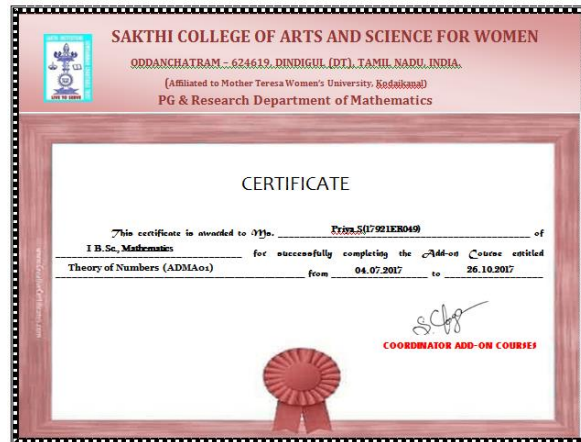 SAKTHI COLLEGE OF ARTS AND SCIENCE FOR WOMEN
ODDANCHATRAM – 624619, DINDIGUL (DT), TAMIL NADU, INDIA.
(Affiliated to Mother Teresa Women's University, Kodaikanal)
PG & Research Department of Mathematics
LIVE TO SERVE
CERTIFICATE
This certificate is awarded to Ms. Priya.S(17921ER049) of
I B.Sc., Mathematics for successfully completing the Add-on Course entitled
Theory of Numbers (ADMA01) from 04.07.2017 to 26.10.2017
COORDINATOR ADD-ON COURSES